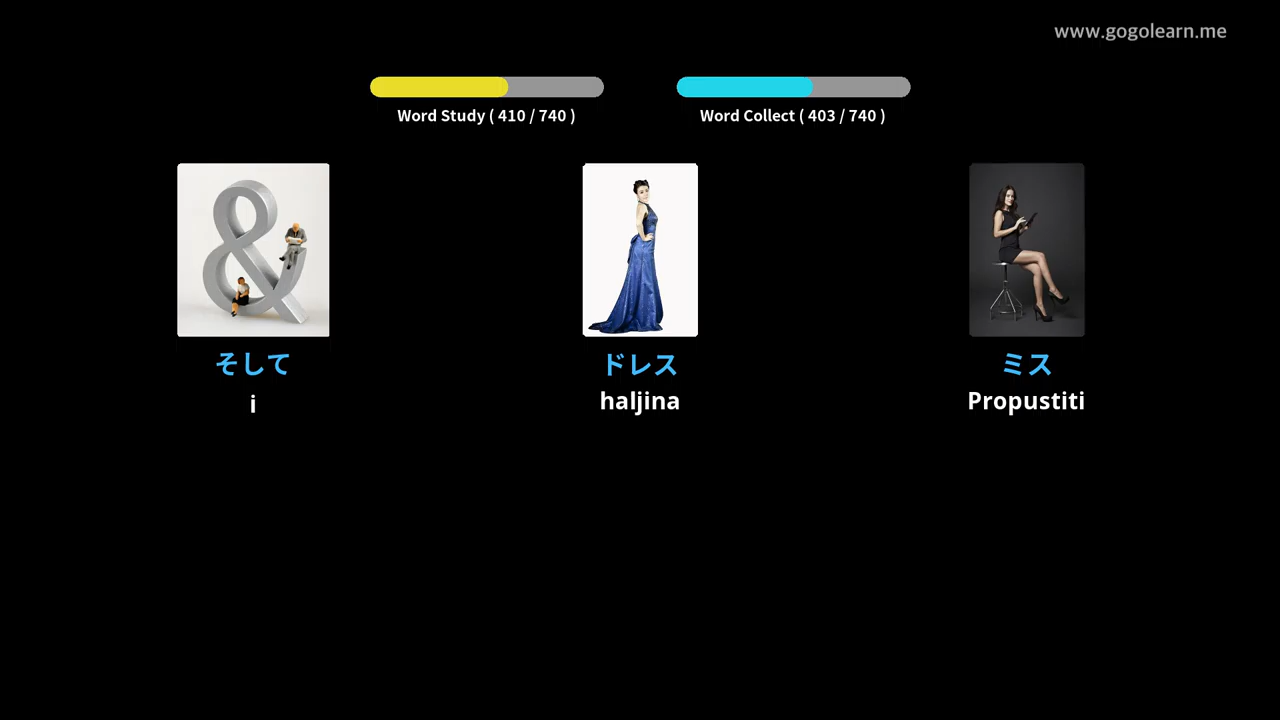 www.gogolearn.me
Word Study ( 410 / 740 )
Word Collect ( 403 / 740 )
&
そして
i
ドレス
haljina
ミス
Propustiti